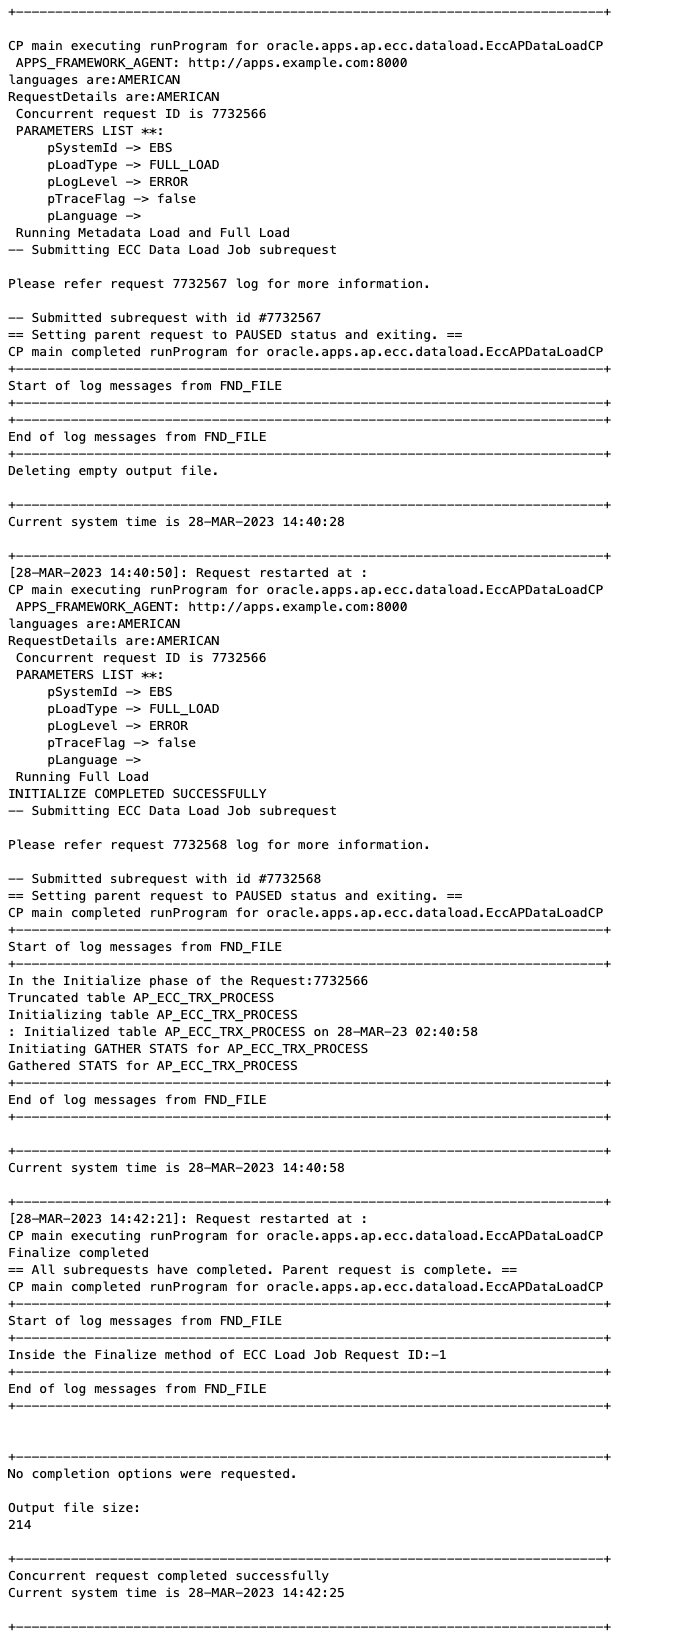 +---------------------------------------------------------------------------+
CP main executing runProgram for oracle.apps.ap.ecc.dataload.EccAPDataLoadCP
 APPS_FRAMEWORK_AGENT: http://apps.example.com:8000
languages are:AMERICAN
RequestDetails are:AMERICAN
 Concurrent request ID is 7732566
 PARAMETERS LIST **:
     pSystemId -> EBS
     pLoadType -> FULL_LOAD
     pLogLevel -> ERROR
     pTraceFlag -> false
     pLanguage ->
 Running Metadata Load and Full Load
-- Submitting ECC Data Load Job subrequest
Please refer request 7732567 log for more information.
-- Submitted subrequest with id #7732567
== Setting parent request to PAUSED status and exiting. ==
CP main completed runProgram for oracle.apps.ap.ecc.dataload.EccAPDataLoadCP
+---------------------------------------------------------------------------+
Start of log messages from FND_FILE
+---------------------------------------------------------------------------+
+---------------------------------------------------------------------------+
End of log messages from FND_FILE
+---------------------------------------------------------------------------+
Deleting empty output file.
+---------------------------------------------------------------------------+
Current system time is 28-MAR-2023 14:40:28
+---------------------------------------------------------------------------+
[28-MAR-2023 14:40:50]: Request restarted at :
CP main executing runProgram for oracle.apps.ap.ecc.dataload.EccAPDataLoadCP
 APPS_FRAMEWORK_AGENT: http://apps.example.com:8000
languages are:AMERICAN
RequestDetails are:AMERICAN
 Concurrent request ID is 7732566
 PARAMETERS LIST **:
     pSystemId -> EBS
     pLoadType -> FULL_LOAD
     pLogLevel -> ERROR
     pTraceFlag -> false
     pLanguage ->
 Running Full Load
INITIALIZE COMPLETED SUCCESSFULLY
-- Submitting ECC Data Load Job subrequest
Please refer request 7732568 log for more information.
-- Submitted subrequest with id #7732568
== Setting parent request to PAUSED status and exiting. ==
CP main completed runProgram for oracle.apps.ap.ecc.dataload.EccAPDataLoadCP
+---------------------------------------------------------------------------+
Start of log messages from FND_FILE
+---------------------------------------------------------------------------+
In the Initialize phase of the Request:7732566
Truncated table AP_ECC_TRX_PROCESS
Initializing table AP_ECC_TRX_PROCESS
: Initialized table AP_ECC_TRX_PROCESS on 28-MAR-23 02:40:58
Initiating GATHER STATS for AP_ECC_TRX_PROCESS
Gathered STATS for AP_ECC_TRX_PROCESS
+---------------------------------------------------------------------------+
End of log messages from FND_FILE
+---------------------------------------------------------------------------+
+---------------------------------------------------------------------------+
Current system time is 28-MAR-2023 14:40:58
+---------------------------------------------------------------------------+
[28-MAR-2023 14:42:21]: Request restarted at :
CP main executing runProgram for oracle.apps.ap.ecc.dataload.EccAPDataLoadCP
Finalize completed
== All subrequests have completed. Parent request is complete. ==
CP main completed runProgram for oracle.apps.ap.ecc.dataload.EccAPDataLoadCP
+---------------------------------------------------------------------------+
Start of log messages from FND_FILE
+---------------------------------------------------------------------------+
Inside the Finalize method of ECC Load Job Request ID:-1
+---------------------------------------------------------------------------+
End of log messages from FND_FILE
+---------------------------------------------------------------------------+
+---------------------------------------------------------------------------+
No completion options were requested.
Output file size:
214
+---------------------------------------------------------------------------+
Concurrent request completed successfully
Current system time is 28-MAR-2023 14:42:25
+---------------------------------------------------------------------------+